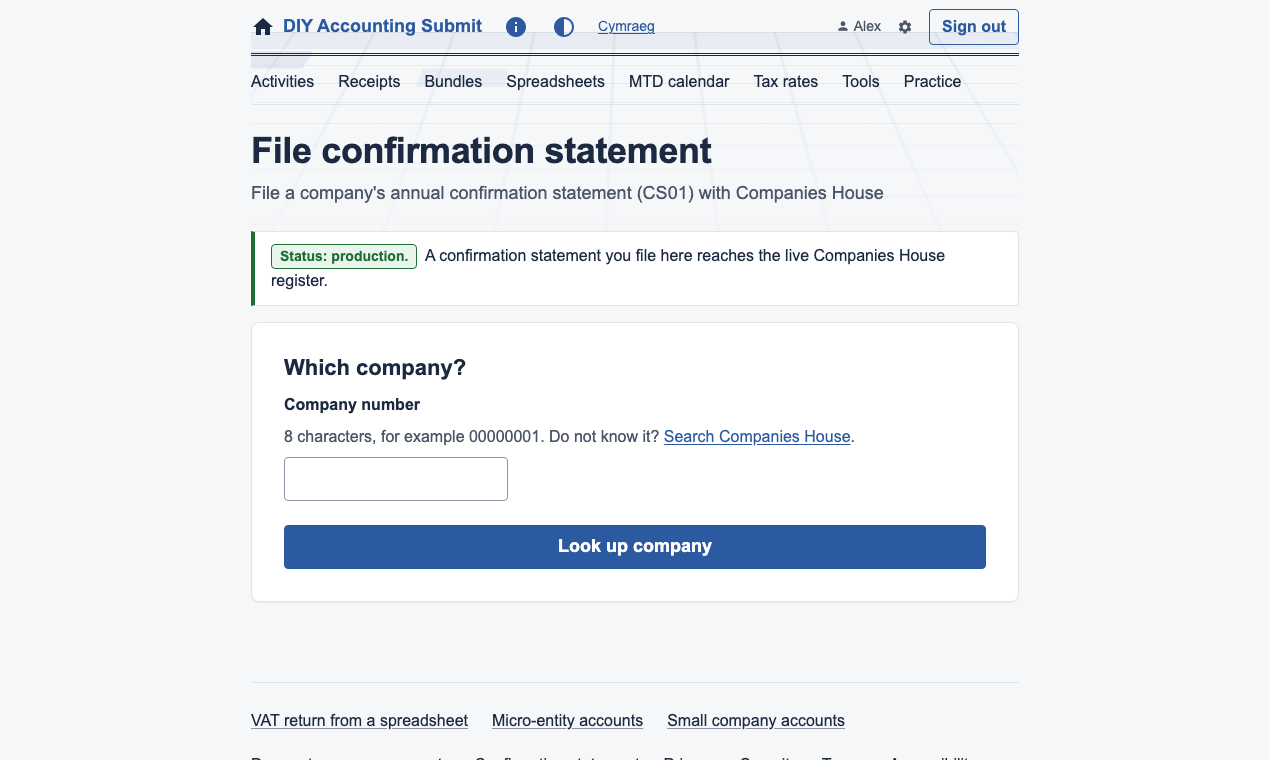 DIY Accounting Submit
Cymraeg
Alex
Sign out
Activities Receipts Bundles Spreadsheets MTD calendar Tax rates Tools Practice
File confirmation statement
File a company's annual confirmation statement (CS01) with Companies House
Status: production. A confirmation statement you file here reaches the live Companies House
register.
Which company?
Company number
8 characters, for example 00000001. Do not know it? Search Companies House.
Look up company
VAT return from a spreadsheet Micro-entity accounts Small company accounts